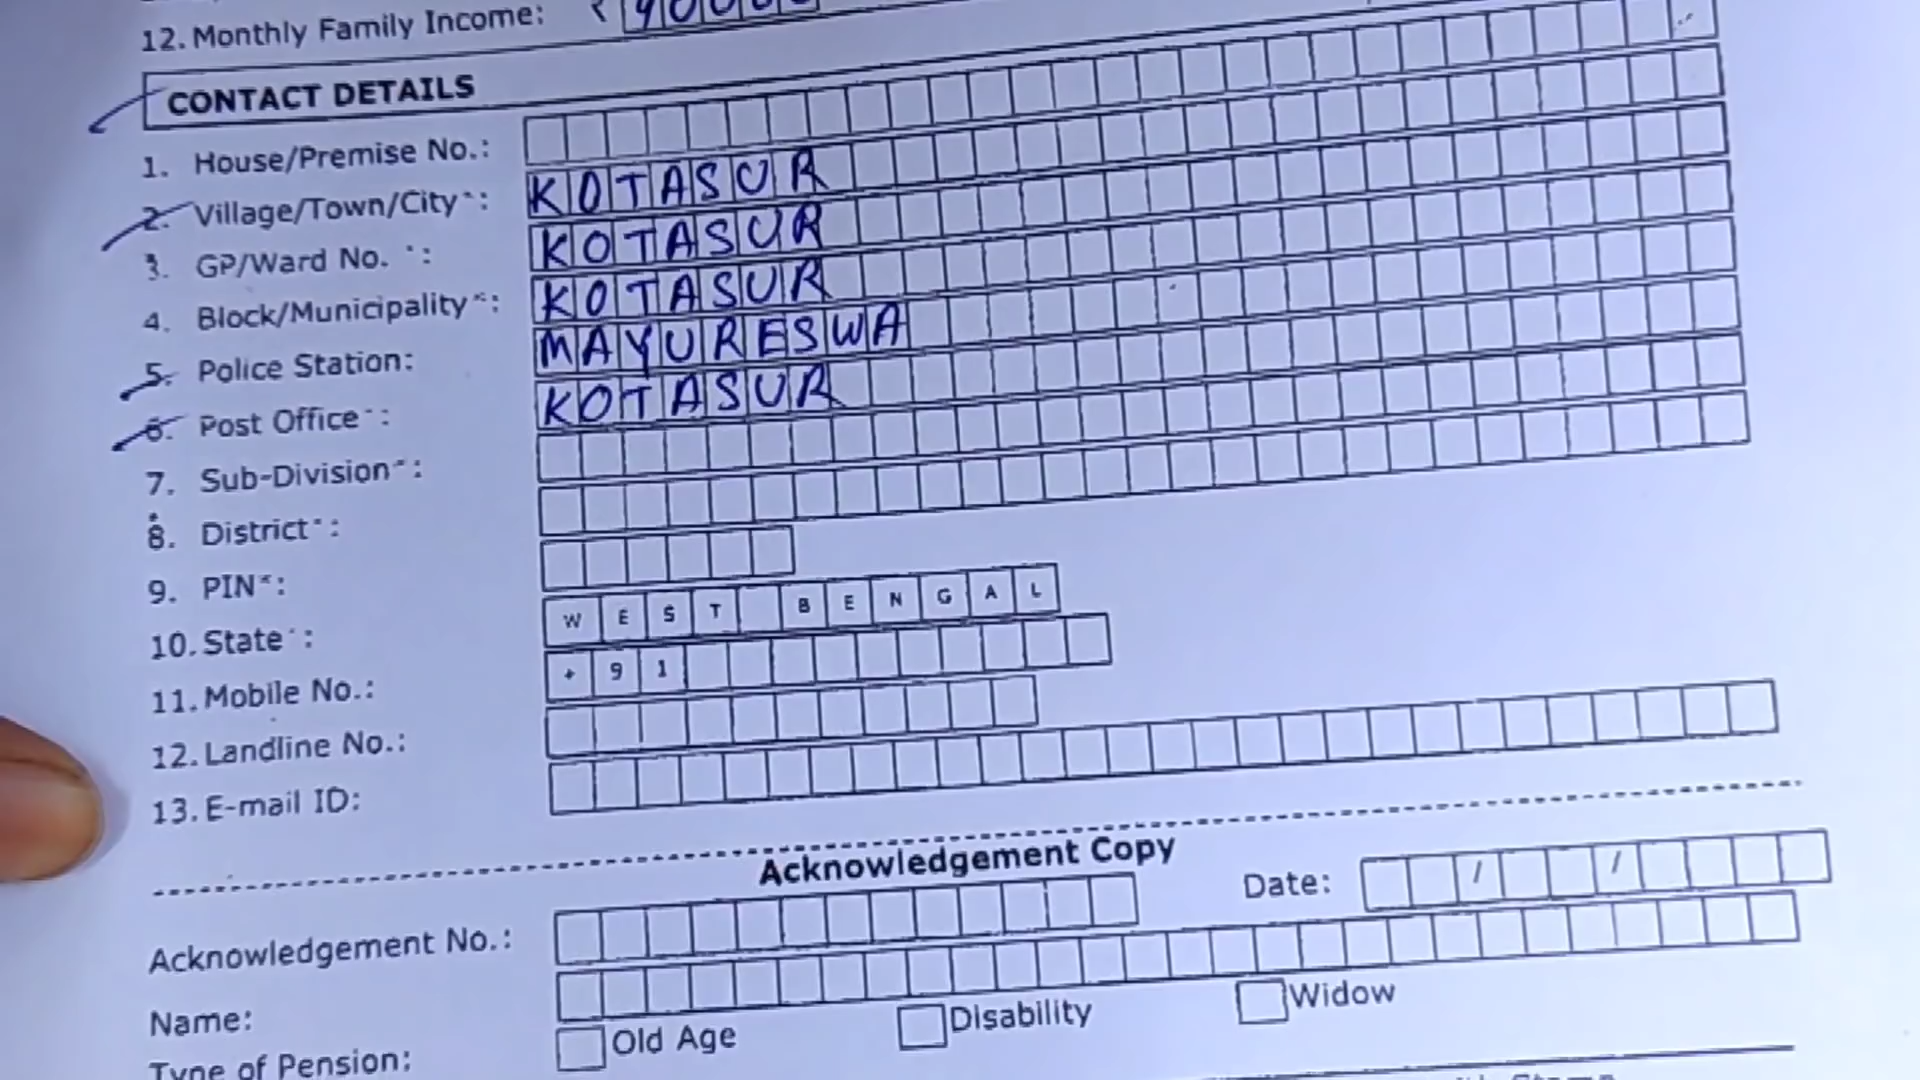 12. Monthly Family Income: ₹
CONTACT DETAILS
1. House/Premise No.:
2. Village/Town/City*: KOTASUR
3. GP/Ward No. *: KOTASUR
4. Block/Municipality*: KOTASUR
5. Police Station: MAYURESWA
6. Post Office*: KOTASUR
7. Sub-Division*:
8. District*:
9. PIN*:
10. State*: WEST BENGAL
11. Mobile No.: +91
12. Landline No.:
13. E-mail ID:
Acknowledgement Copy
Acknowledgement No.: Date: / /
Name:
Type of Pension: Old Age Disability Widow